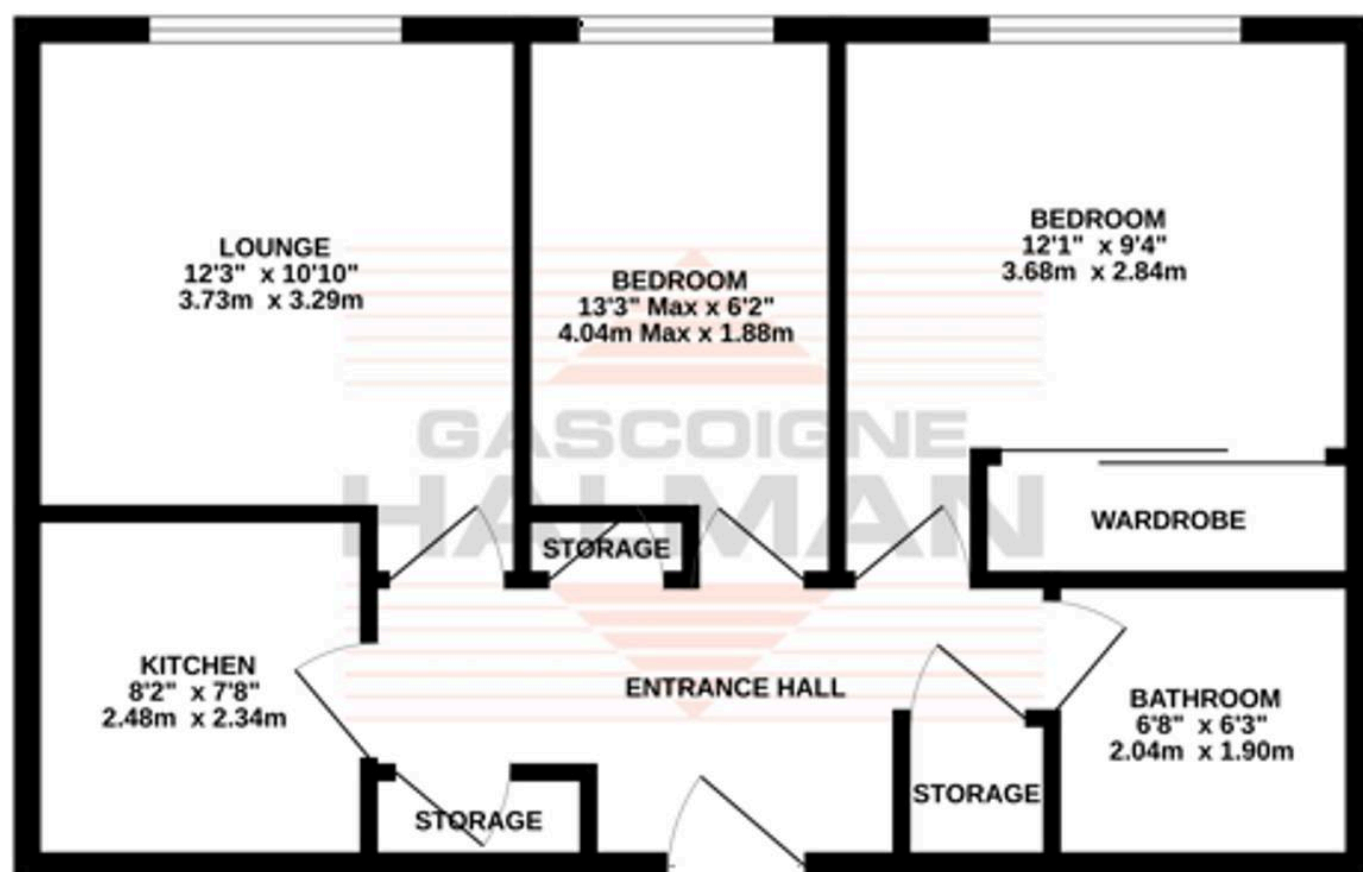 LOUNGE
12'3" x 10'10"
3.73m x 3.29m
BEDROOM
13'3" Max x 6'2"
4.04m Max x 1.88m
BEDROOM
12'1" x 9'4"
3.68m x 2.84m
GASCOIGNE
HALMAN
WARDROBE
STORAGE
KITCHEN
8'2" x 7'8"
2.48m x 2.34m
ENTRANCE HALL
BATHROOM
6'8" x 6'3"
2.04m x 1.90m
STORAGE
STORAGE